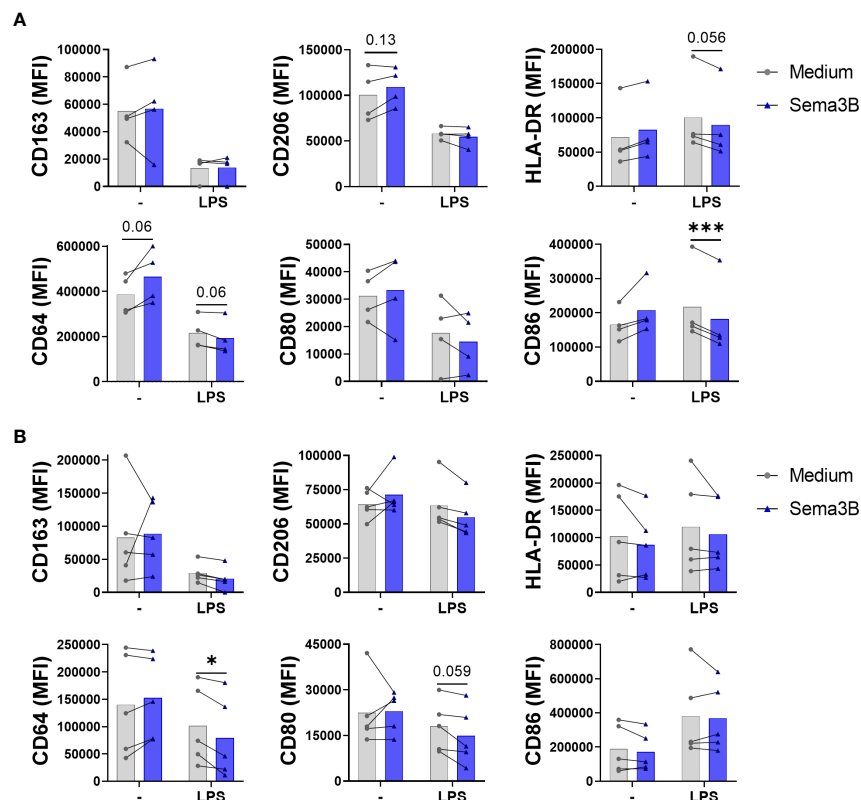 A
CD163 (MFI)
100000
80000
60000
40000
20000
0
-
LPS
CD206 (MFI)
150000
100000
50000
0
0.13
-
LPS
HLA-DR (MFI)
200000
150000
100000
50000
0
0.056
-
LPS
Medium
Sema3B
CD64 (MFI)
600000
400000
200000
0
0.06
0.06
-
LPS
CD80 (MFI)
50000
40000
30000
20000
10000
0
-
LPS
CD86 (MFI)
400000
300000
200000
100000
0
***
-
LPS
B
CD163 (MFI)
200000
150000
100000
50000
0
-
LPS
CD206 (MFI)
100000
75000
50000
25000
0
-
LPS
HLA-DR (MFI)
250000
200000
150000
100000
50000
0
-
LPS
Medium
Sema3B
CD64 (MFI)
250000
200000
150000
100000
50000
0
*
-
LPS
CD80 (MFI)
45000
30000
15000
0
0.059
-
LPS
CD86 (MFI)
800000
600000
400000
200000
0
-
LPS